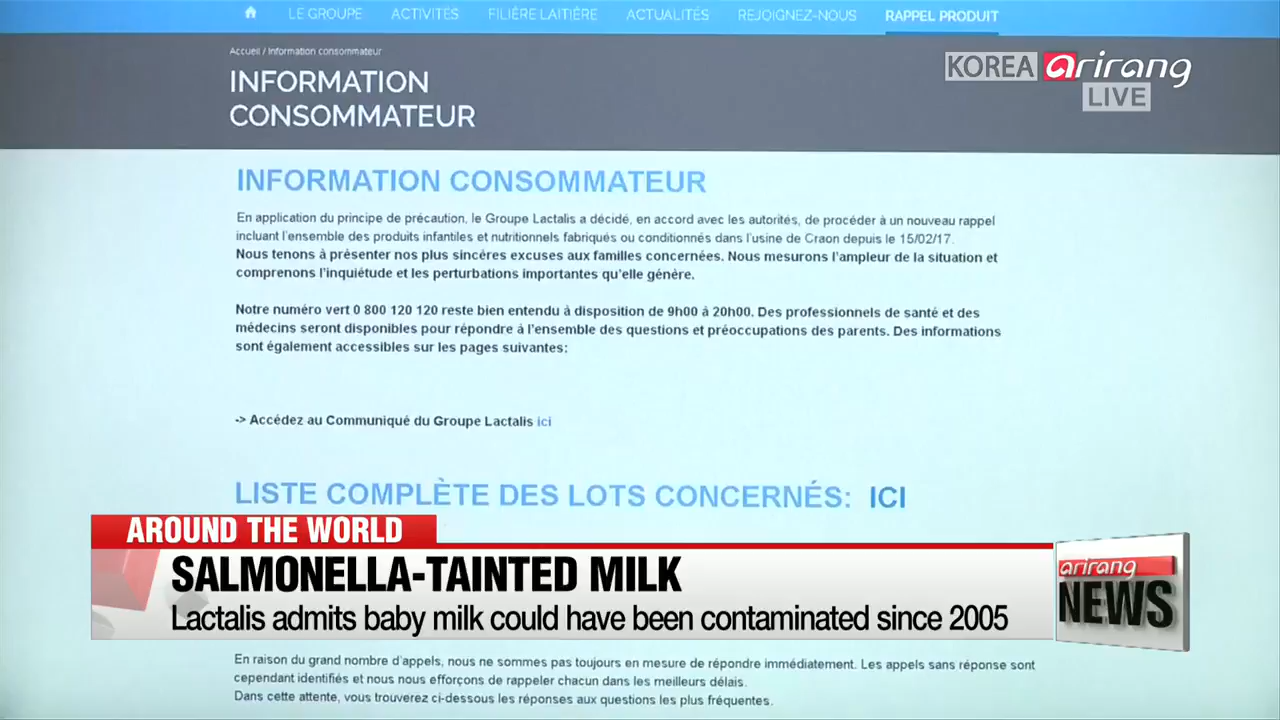 LE GROUPE ACTIVITÉS FILIÈRE LAITIÈRE ACTUALITÉS REJOIGNEZ-NOUS RAPPEL PRODUIT
Accueil / Information consommateur
INFORMATION
CONSOMMATEUR
KOREA arirang
LIVE
INFORMATION CONSOMMATEUR
En application du principe de précaution, le Groupe Lactalis a décidé, en accord avec les autorités, de procéder à un nouveau rappel
incluant l'ensemble des produits infantiles et nutritionnels fabriqués ou conditionnés dans l'usine de Craon depuis le 15/02/17.
Nous tenons à présenter nos plus sincères excuses aux familles concernées. Nous mesurons l'ampleur de la situation et
comprenons l'inquiétude et les perturbations importantes qu'elle génère.
Notre numéro vert 0 800 120 120 reste bien entendu à disposition de 9h00 à 20h00. Des professionnels de santé et des
médecins seront disponibles pour répondre à l'ensemble des questions et préoccupations des parents. Des informations
sont également accessibles sur les pages suivantes:
-> Accédez au Communiqué du Groupe Lactalis ici
LISTE COMPLÈTE DES LOTS CONCERNÉS: ICI
AROUND THE WORLD
SALMONELLA-TAINTED MILK
Lactalis admits baby milk could have been contaminated since 2005
arirang
NEWS
En raison du grand nombre d'appels, nous ne sommes pas toujours en mesure de répondre immédiatement. Les appels sans réponse sont
cependant identifiés et nous nous efforçons de rappeler chacun dans les meilleurs délais.
Dans cette attente, vous trouverez ci-dessous les réponses aux questions les plus fréquentes.